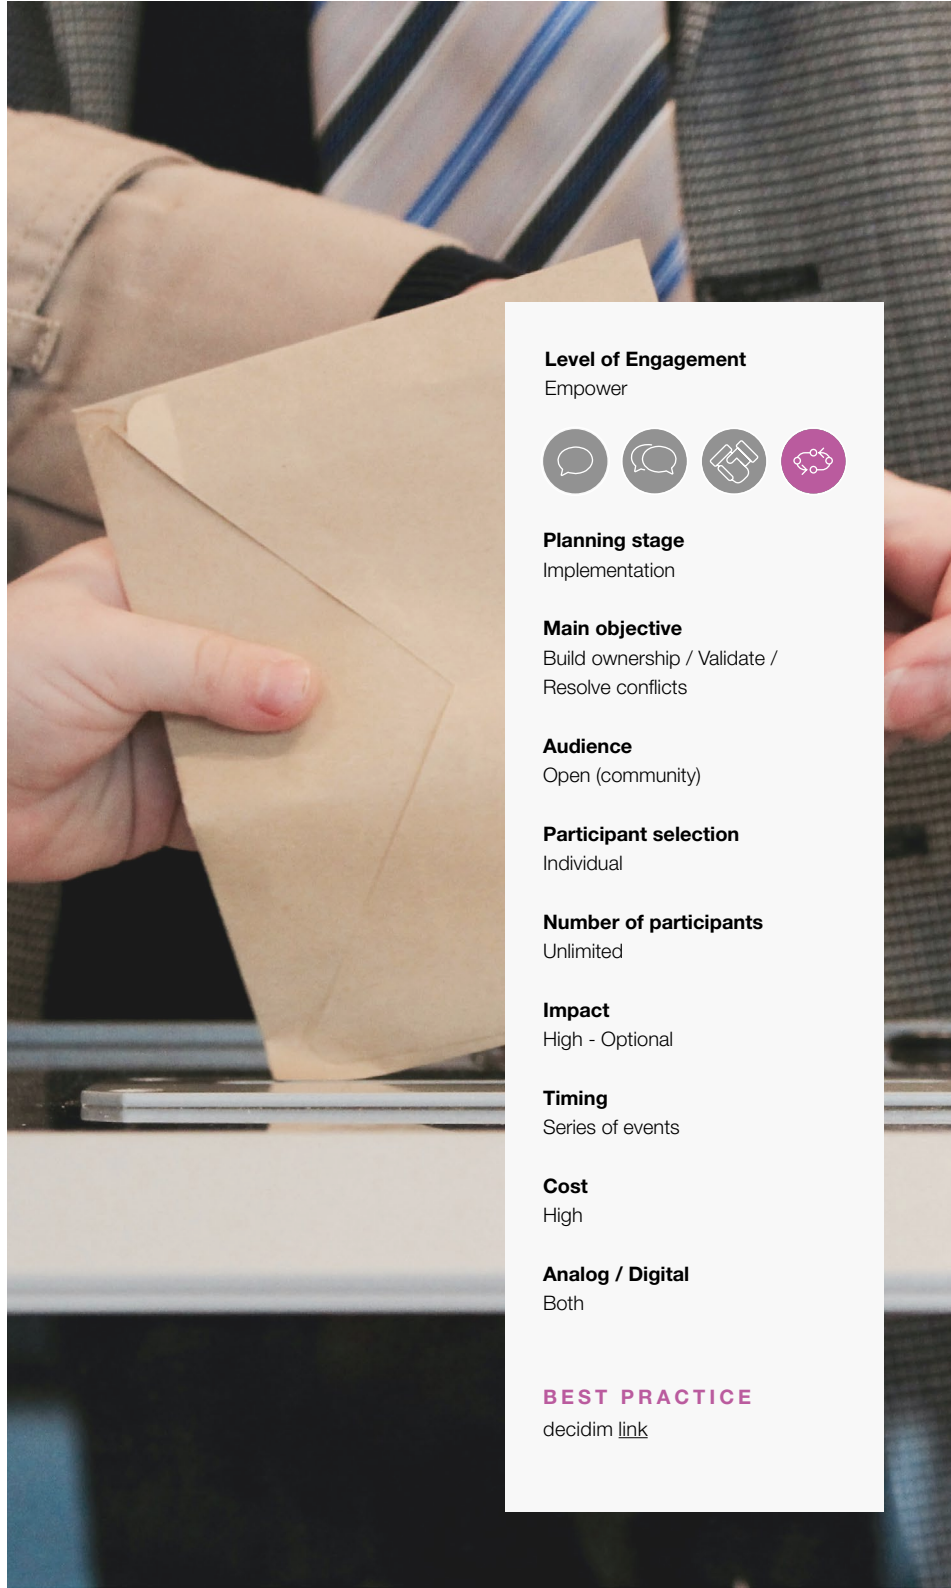 Level of Engagement
Empower
Planning stage
Implementation
Main objective
Build ownership / Validate /
Resolve conflicts
Audience
Open (community)
Participant selection
Individual
Number of participants
Unlimited
Impact
High - Optional
Timing
Series of events
Cost
High
Analog / Digital
Both
BEST PRACTICE
decidim link